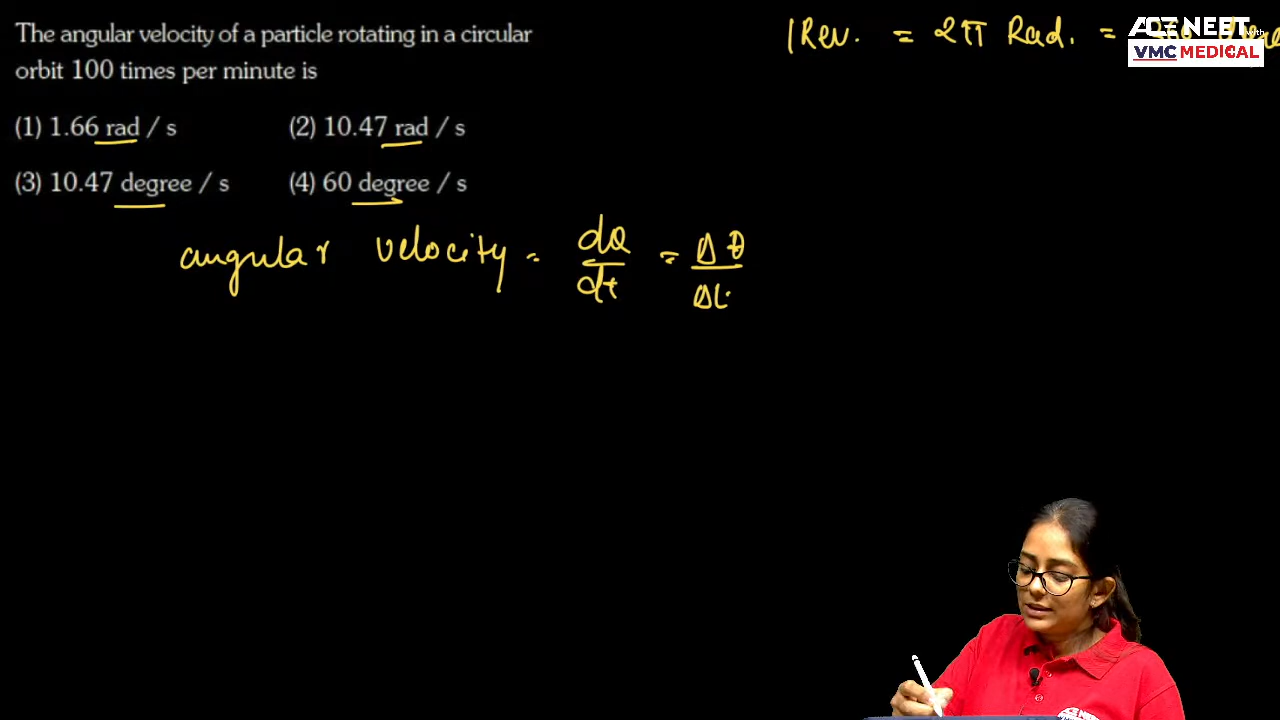 The angular velocity of a particle rotating in a circular
orbit 100 times per minute is
(1) 1.66 rad / s (2) 10.47 rad / s
(3) 10.47 degree / s (4) 60 degree / s
1 Rev. = 2π Rad. =
NEET with
VMC MEDICAL
angular velocity = dθ/dt = Δθ/Δt